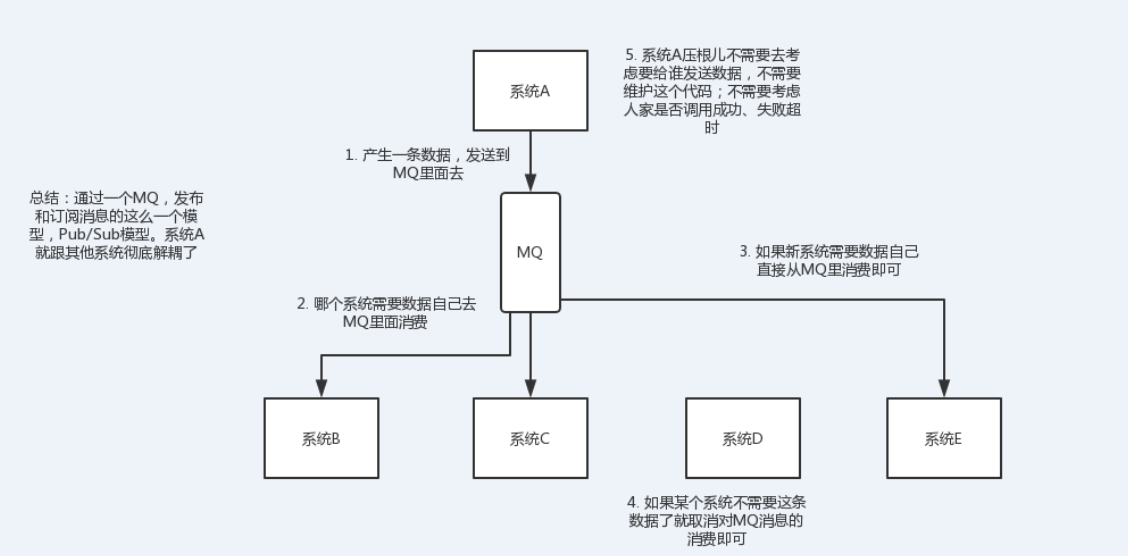 系统A
5. 系统A压根儿不需要去考
虑要给谁发送数据，不需要
维护这个代码；不需要考虑
人家是否调用成功、失败超
时
1. 产生一条数据，发送到
MQ里面去
总结：通过一个MQ，发布
和订阅消息的这么一个模
型，Pub/Sub模型。系统A
就跟其他系统彻底解耦了
MQ
3. 如果新系统需要数据自己
直接从MQ里消费即可
2. 哪个系统需要数据自己去
MQ里面消费
系统B
系统C
系统D
系统E
4. 如果某个系统不需要这条
数据了就取消对MQ消息的
消费即可